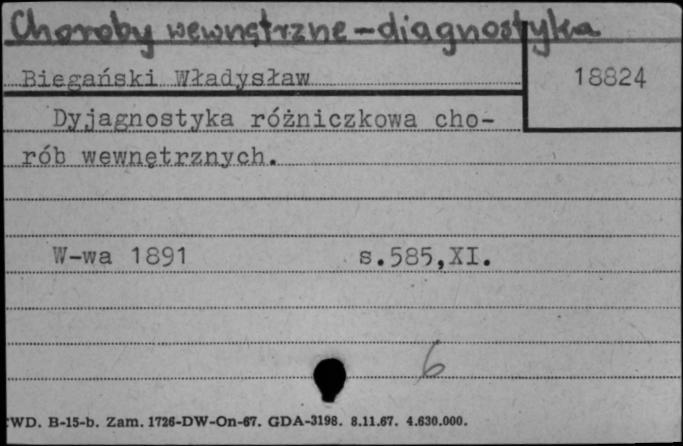 Choroby wewnętrzne - diagnostyka
Biegański Władysław 18824
Dyjagnostyka różniczkowa cho-
rób wewnętrznych.
W-wa 1891 s.585,XI.
6
WD. B-15-b. Zam. 1726-DW-On-67. GDA-3198. 8.11.67. 4.630.000.